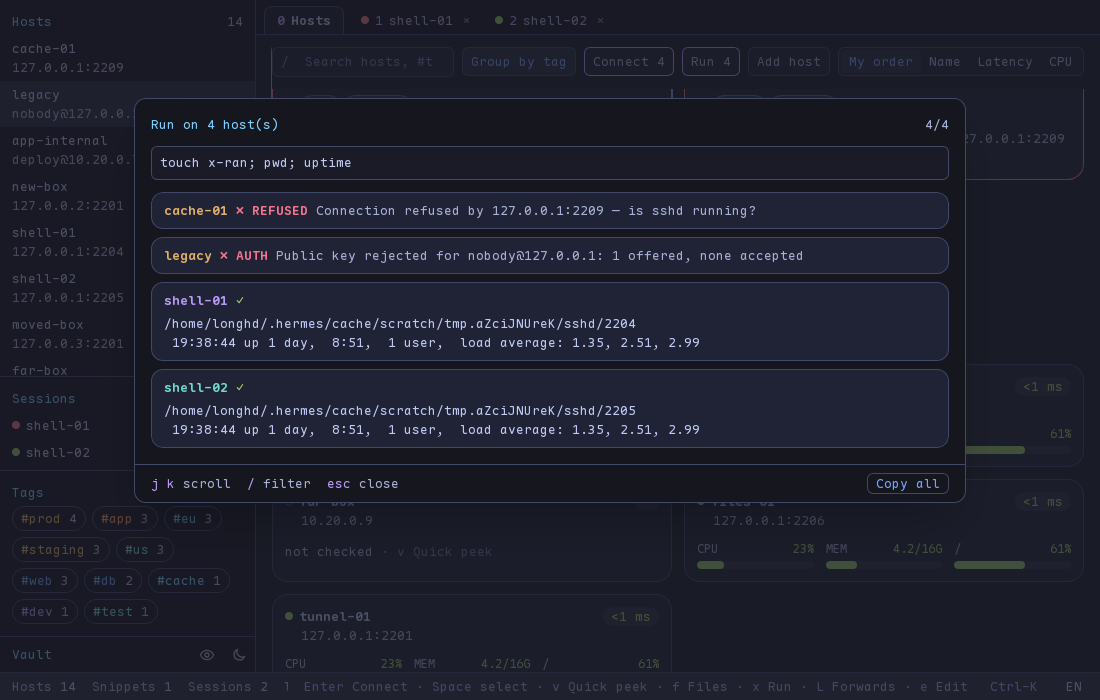 Hosts 14
cache-01
127.0.0.1:2209
legacy
nobody@127.0.0.
app-internal
deploy@10.20.0.
new-box
127.0.0.2:2201
shell-01
127.0.0.1:2204
shell-02
127.0.0.1:2205
moved-box
127.0.0.3:2201
far-box
Sessions
shell-01
shell-02
Tags
#prod 4 #app 3 #eu 3
#staging 3 #us 3
#web 3 #db 2 #cache 1
#dev 1 #test 1
Vault
0 Hosts 1 shell-01 × 2 shell-02 ×
/ Search hosts, #t Group by tag Connect 4 Run 4 Add host My order Name Latency CPU
27.0.0.1:2209
Run on 4 host(s) 4/4
touch x-ran; pwd; uptime
cache-01 × REFUSED Connection refused by 127.0.0.1:2209 — is sshd running?
legacy × AUTH Public key rejected for nobody@127.0.0.1: 1 offered, none accepted
shell-01 ✓
/home/longhd/.hermes/cache/scratch/tmp.aZciJNUreK/sshd/2204
19:38:44 up 1 day, 8:51, 1 user, load average: 1.35, 2.51, 2.99
shell-02 ✓
/home/longhd/.hermes/cache/scratch/tmp.aZciJNUreK/sshd/2205
19:38:44 up 1 day, 8:51, 1 user, load average: 1.35, 2.51, 2.99
j k scroll / filter esc close Copy all
<1 ms
61%
far-box
10.20.0.9
not checked · v Quick peek
files-01 <1 ms
127.0.0.1:2206
CPU 23% MEM 4.2/16G / 61%
tunnel-01 <1 ms
127.0.0.1:2201
CPU 23% MEM 4.2/16G / 61%
Hosts 14 Snippets 1 Sessions 2 Enter Connect · Space select · v Quick peek · f Files · x Run · L Forwards · e Edit Ctrl-K EN